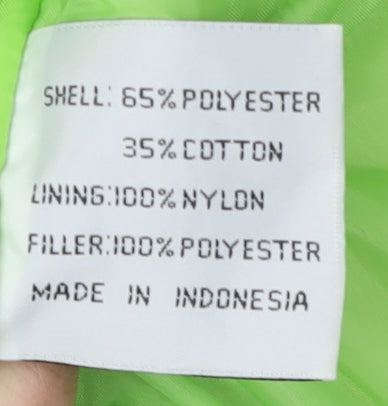 SHELL: 65% POLYESTER
35% COTTON
LINING: 100% NYLON
FILLER: 100% POLYESTER
MADE IN INDONESIA